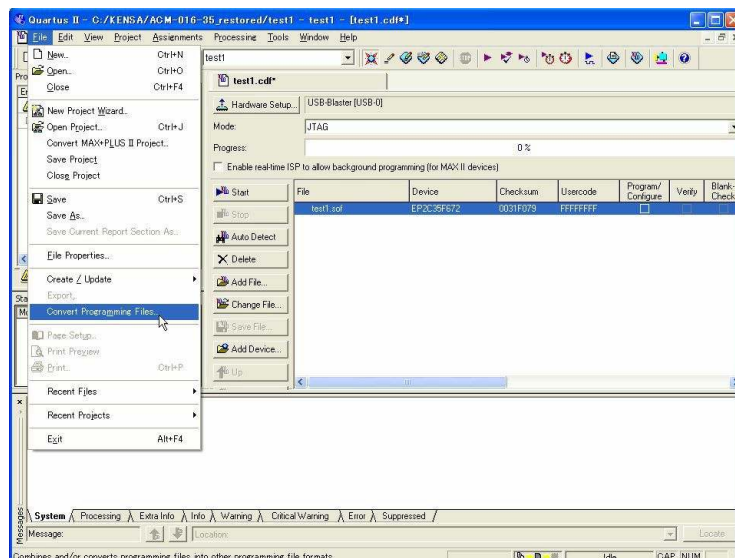 Quartus II - C:/KENSA/ACM-016-35_restored/test1 - test1 - [test1.cdf*]
File Edit View Project Assignments Processing Tools Window Help
New... Ctrl+N
Open... Ctrl+O
Close Ctrl+F4
New Project Wizard...
Open Project... Ctrl+J
Convert MAX+PLUS II Project...
Save Project
Close Project
Save Ctrl+S
Save As...
Save Current Report Section As...
File Properties...
Create / Update
Export...
Convert Programming Files...
Page Setup...
Print Preview
Print... Ctrl+P
Recent Files
Recent Projects
Exit Alt+F4
test1
test1.cdf*
Hardware Setup... USB-Blaster [USB-0]
Mode: JTAG
Progress: 0 %
Enable real-time ISP to allow background programming (for MAX II devices)
Start
Stop
Auto Detect
Delete
Add File...
Change File...
Save File...
Add Device...
Up
File Device Checksum Usercode Program/Configure Verify Blank-Check
test1.sof EP2C35F672 0031F079 FFFFFFFF
System Processing Extra Info Info Warning Critical Warning Error Suppressed
Messages
Message: Location: Locate
Combines and/or converts programming files into other programming file formats Idle CAP NUM